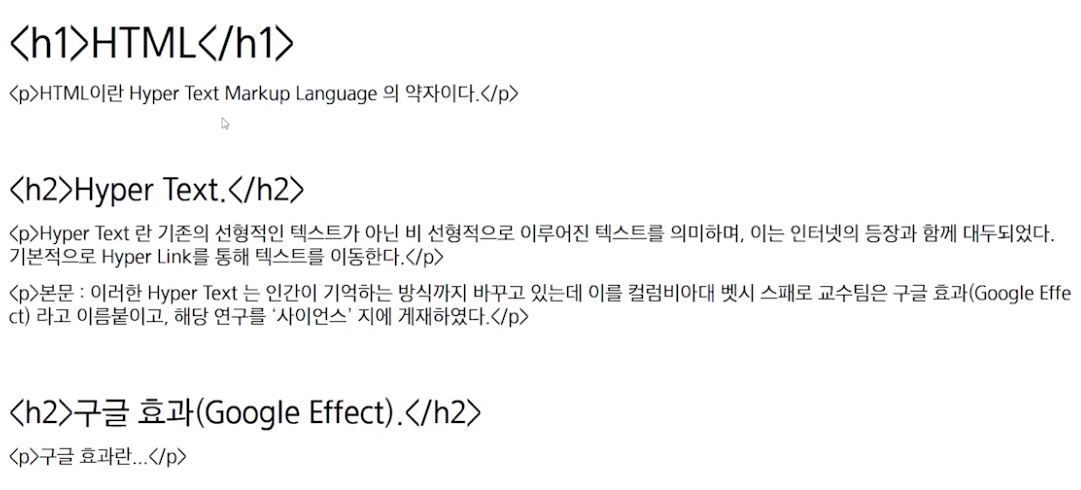 <h1>HTML</h1>
<p>HTML이란 Hyper Text Markup Language 의 약자이다.</p>
<h2>Hyper Text.</h2>
<p>Hyper Text 란 기존의 선형적인 텍스트가 아닌 비 선형적으로 이루어진 텍스트를 의미하며, 이는 인터넷의 등장과 함께 대두되었다.
기본적으로 Hyper Link를 통해 텍스트를 이동한다.</p>
<p>본문 : 이러한 Hyper Text 는 인간이 기억하는 방식까지 바꾸고 있는데 이를 컬럼비아대 벳시 스패로 교수팀은 구글 효과(Google Effe
ct) 라고 이름붙이고, 해당 연구를 ‘사이언스’ 지에 게재하였다.</p>
<h2>구글 효과(Google Effect).</h2>
<p>구글 효과란...</p>